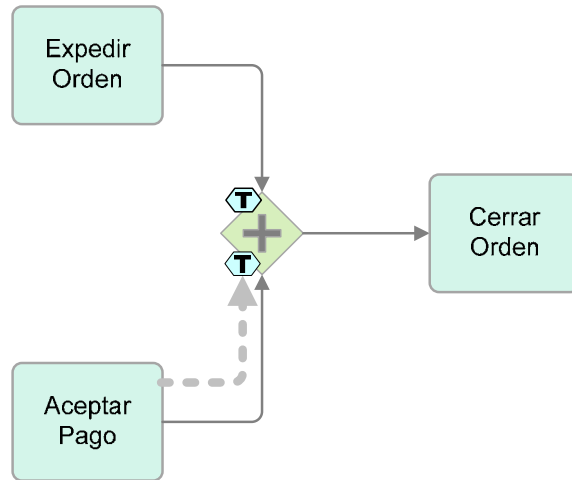 Expedir
Orden
T
T
Cerrar
Orden
Aceptar
Pago